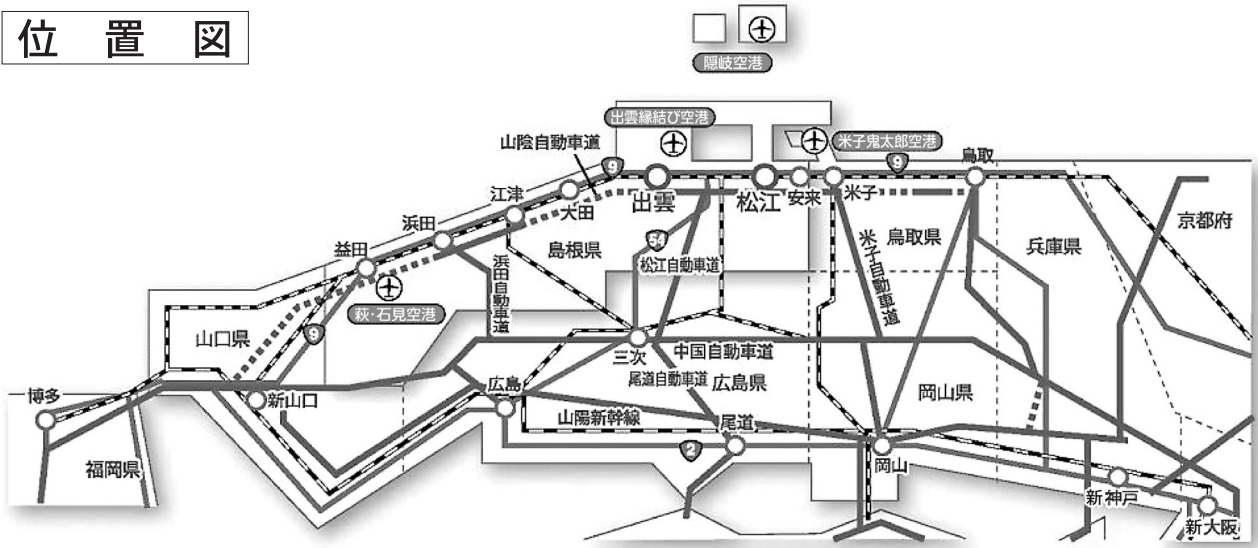 位置図
隠岐空港
出雲縁結び空港
米子鬼太郎空港
山陰自動車道
9
9
鳥取
江津
大田
出雲
松江
安来
米子
浜田
益田
島根県
54
松江自動車道
鳥取県
兵庫県
京都府
米子自動車道
浜田自動車道
萩・石見空港
9
山口県
三次
中国自動車道
尾道自動車道
広島県
岡山県
博多
新山口
広島
山陽新幹線
尾道
2
岡山
福岡県
新神戸
新大阪